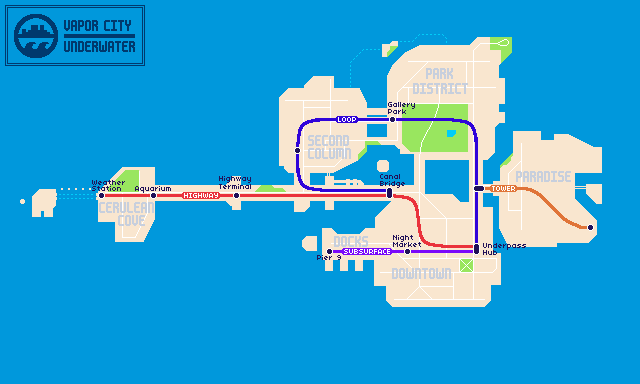 VAPOR CITY
UNDERWATER
PARK
DISTRICT
Gallery
Park
LOOP
SECOND
COLUMN
Canal
Bridge
PARADISE
TOWER
Weather
Station
Aquarium
Highway
Terminal
HIGHWAY
CERULEAN
COVE
DOCKS
Night
Market
SUBSURFACE
Pier 9
Underpass
Hub
DOWNTOWN